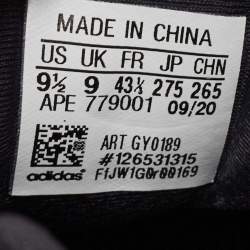 MADE IN CHINA
US UK FR JP CHN
9½ 9 43⅓ 275 265
APE 779001 09/20
ART GY0189
#126531315
adidas F1JW1G0r00169